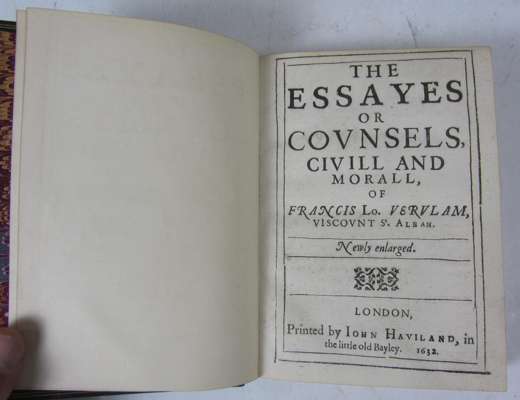 THE
ESSAYES
OR
COVNSELS,
CIVILL AND
MORALL,
OF
FRANCIS LO. VERVLAM,
VISCOVNT St. ALBAN.
Newly enlarged.
LONDON,
Printed by IOHN HAVILAND, in
the little old Bayley. 1632.